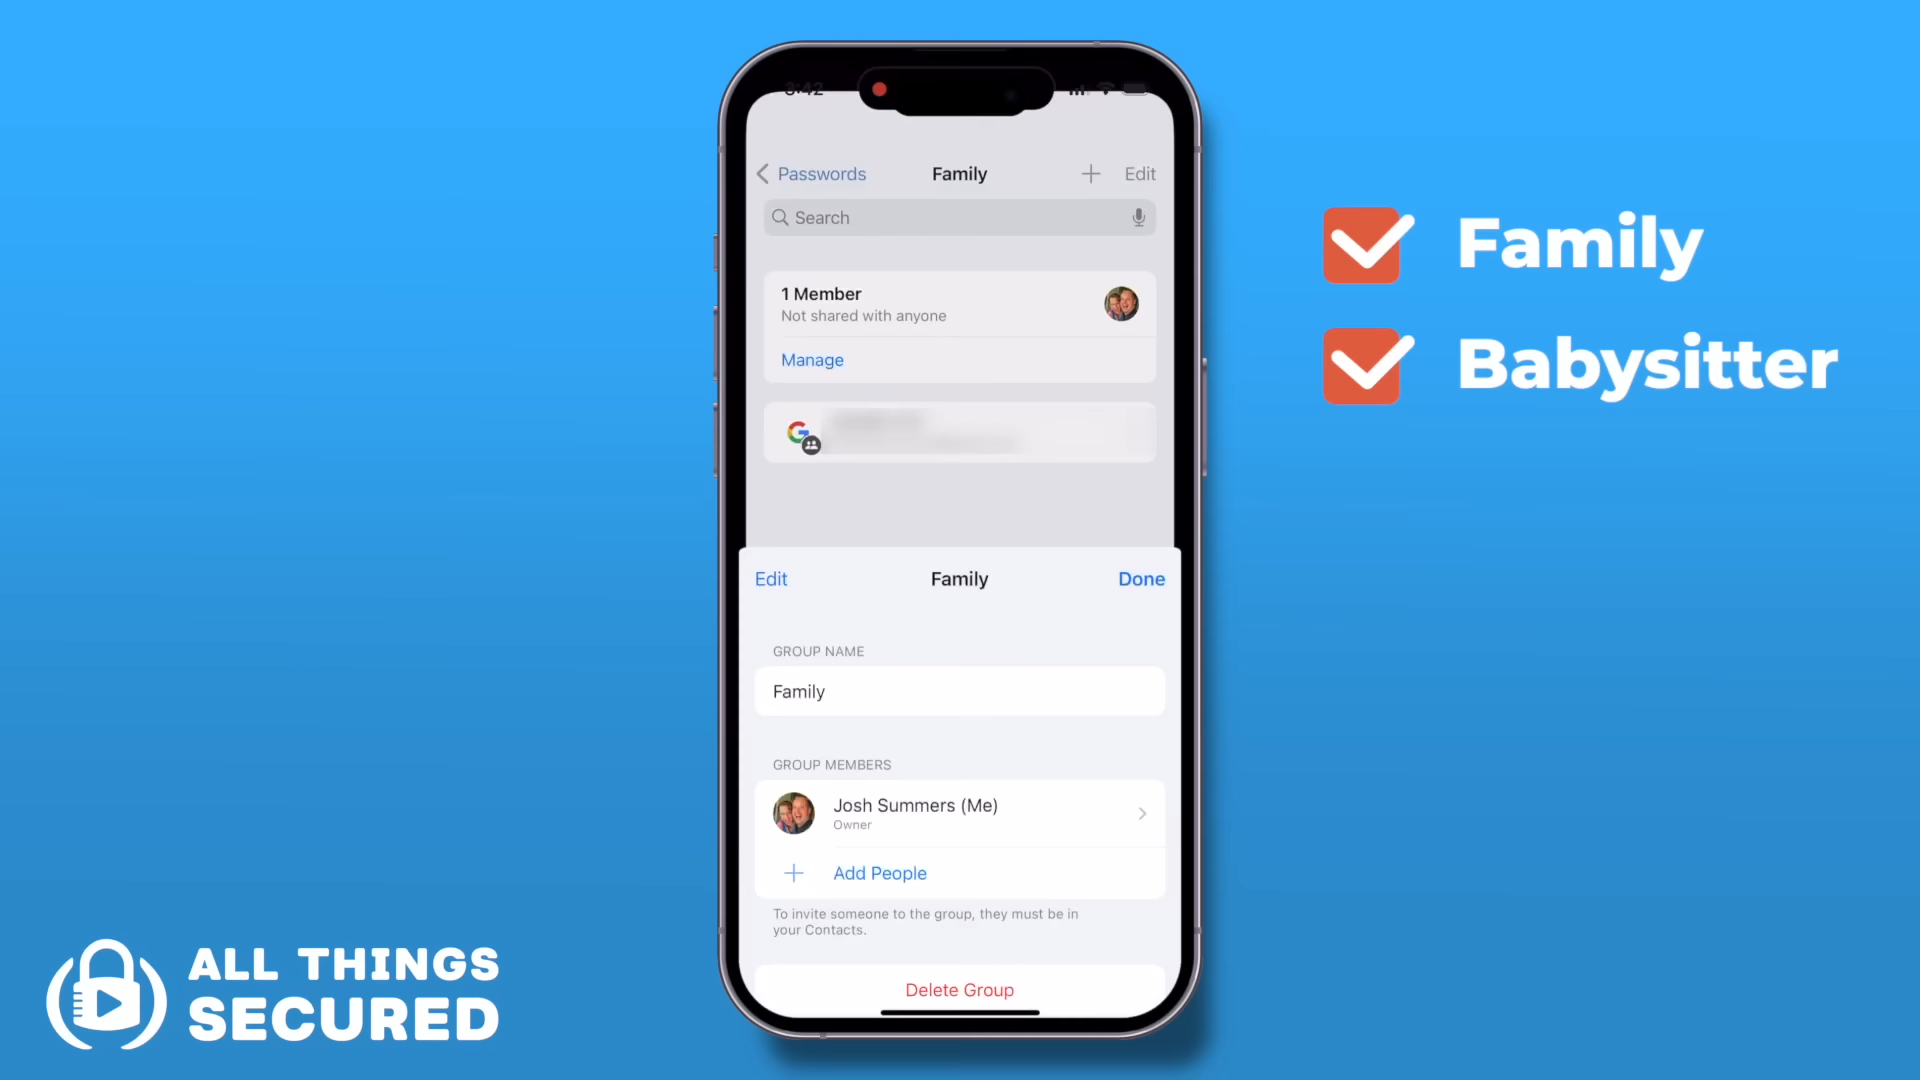 3:42
Passwords
Family
Edit
Search
1 Member
Not shared with anyone
Manage
Edit
Family
Done
GROUP NAME
Family
GROUP MEMBERS
Josh Summers (Me)
Owner
Add People
To invite someone to the group, they must be in
your Contacts.
Delete Group
Family
Babysitter
ALL THINGS
SECURED